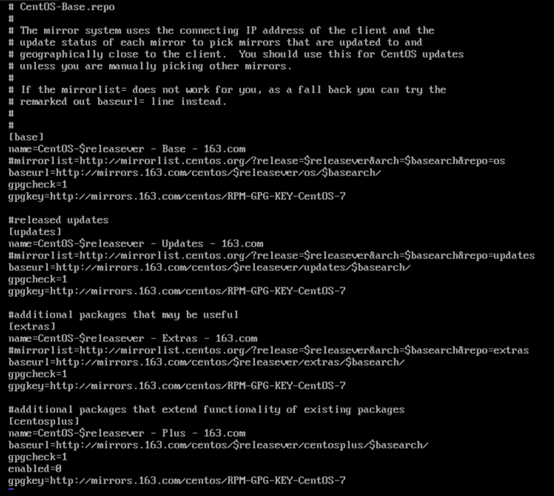 # CentOS-Base.repo
#
# The mirror system uses the connecting IP address of the client and the
# update status of each mirror to pick mirrors that are updated to and
# geographically close to the client.  You should use this for CentOS updates
# unless you are manually picking other mirrors.
#
# If the mirrorlist= does not work for you, as a fall back you can try the
# remarked out baseurl= line instead.
#
#
[base]
name=CentOS-$releasever - Base - 163.com
#mirrorlist=http://mirrorlist.centos.org/?release=$releasever&arch=$basearch&repo=os
baseurl=http://mirrors.163.com/centos/$releasever/os/$basearch/
gpgcheck=1
gpgkey=http://mirrors.163.com/centos/RPM-GPG-KEY-CentOS-7

#released updates
[updates]
name=CentOS-$releasever - Updates - 163.com
#mirrorlist=http://mirrorlist.centos.org/?release=$releasever&arch=$basearch&repo=updates
baseurl=http://mirrors.163.com/centos/$releasever/updates/$basearch/
gpgcheck=1
gpgkey=http://mirrors.163.com/centos/RPM-GPG-KEY-CentOS-7

#additional packages that may be useful
[extras]
name=CentOS-$releasever - Extras - 163.com
#mirrorlist=http://mirrorlist.centos.org/?release=$releasever&arch=$basearch&repo=extras
baseurl=http://mirrors.163.com/centos/$releasever/extras/$basearch/
gpgcheck=1
gpgkey=http://mirrors.163.com/centos/RPM-GPG-KEY-CentOS-7

#additional packages that extend functionality of existing packages
[centosplus]
name=CentOS-$releasever - Plus - 163.com
baseurl=http://mirrors.163.com/centos/$releasever/centosplus/$basearch/
gpgcheck=1
enabled=0
gpgkey=http://mirrors.163.com/centos/RPM-GPG-KEY-CentOS-7